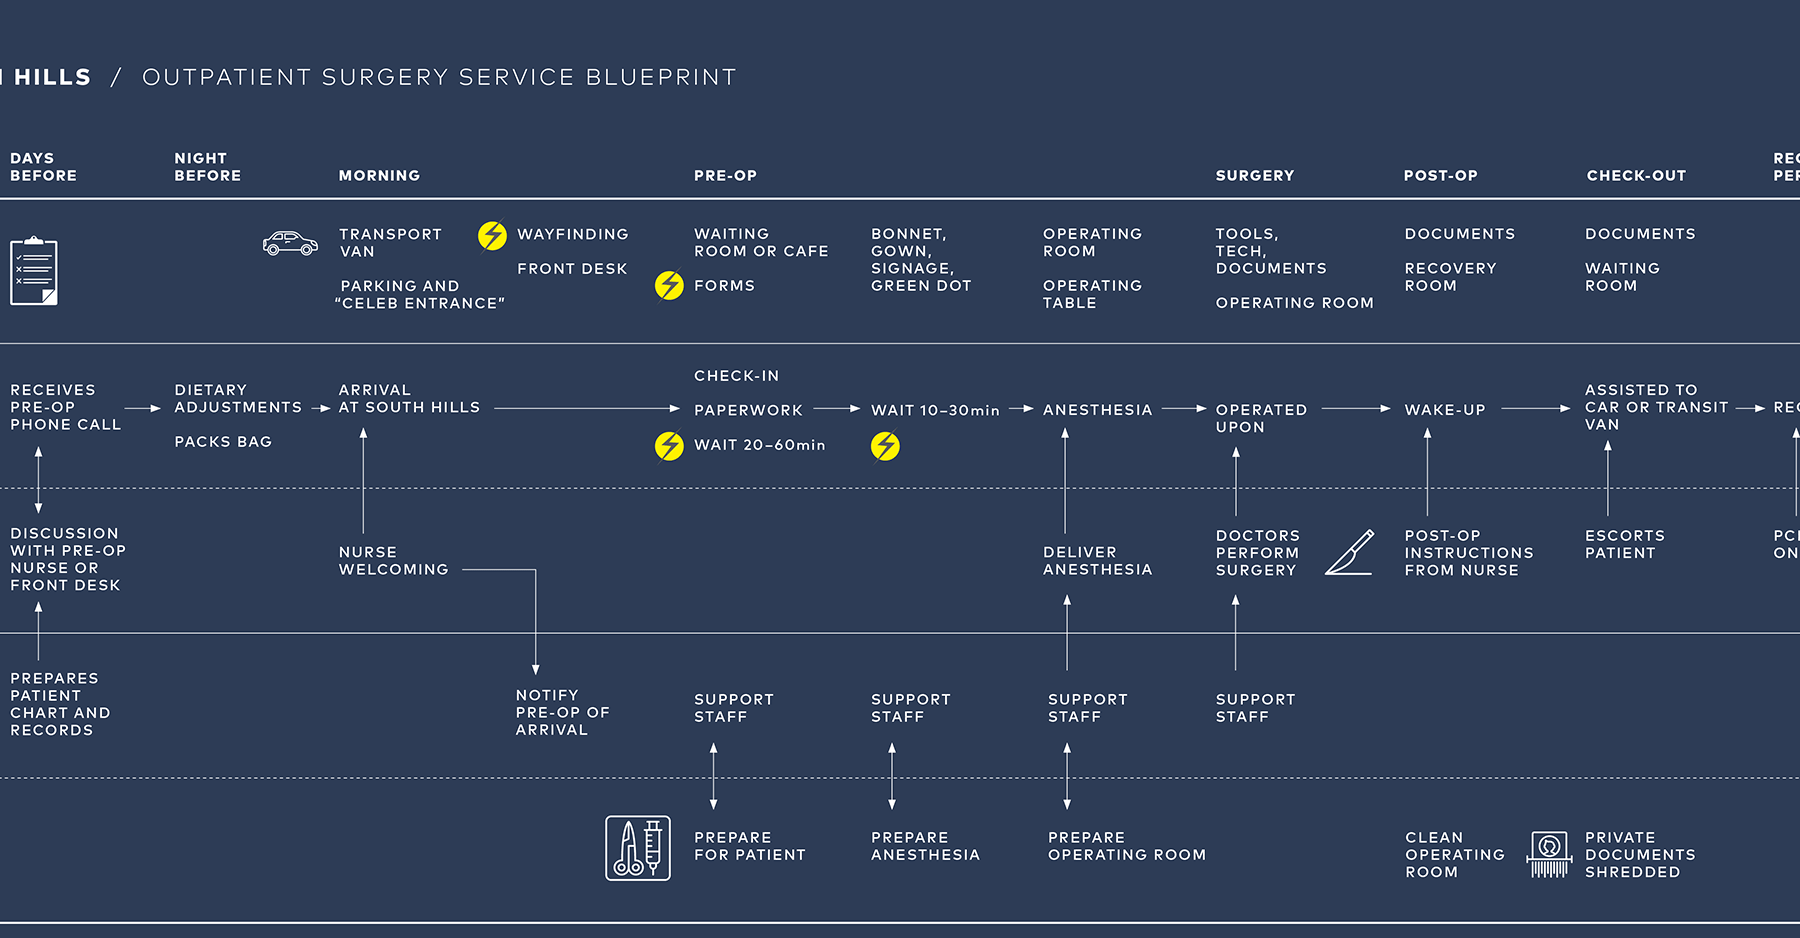 HILLS / OUTPATIENT SURGERY SERVICE BLUEPRINT
DAYS
BEFORE
NIGHT
BEFORE
MORNING
PRE-OP
SURGERY
POST-OP
CHECK-OUT
TRANSPORT
VAN
PARKING AND
“CELEB ENTRANCE”
WAYFINDING
FRONT DESK
WAITING
ROOM OR CAFE
FORMS
BONNET,
GOWN,
SIGNAGE,
GREEN DOT
OPERATING
ROOM
OPERATING
TABLE
TOOLS,
TECH,
DOCUMENTS
OPERATING ROOM
DOCUMENTS
RECOVERY
ROOM
DOCUMENTS
WAITING
ROOM
RECEIVES
PRE-OP
PHONE CALL
DIETARY
ADJUSTMENTS
PACKS BAG
ARRIVAL
AT SOUTH HILLS
CHECK-IN
PAPERWORK
WAIT 20–60min
WAIT 10–30min
ANESTHESIA
OPERATED
UPON
WAKE-UP
ASSISTED TO
CAR OR TRANSIT
VAN
DISCUSSION
WITH PRE-OP
NURSE OR
FRONT DESK
NURSE
WELCOMING
DELIVER
ANESTHESIA
DOCTORS
PERFORM
SURGERY
POST-OP
INSTRUCTIONS
FROM NURSE
ESCORTS
PATIENT
PREPARES
PATIENT
CHART AND
RECORDS
NOTIFY
PRE-OP OF
ARRIVAL
SUPPORT
STAFF
SUPPORT
STAFF
SUPPORT
STAFF
SUPPORT
STAFF
PREPARE
FOR PATIENT
PREPARE
ANESTHESIA
PREPARE
OPERATING ROOM
CLEAN
OPERATING
ROOM
PRIVATE
DOCUMENTS
SHREDDED